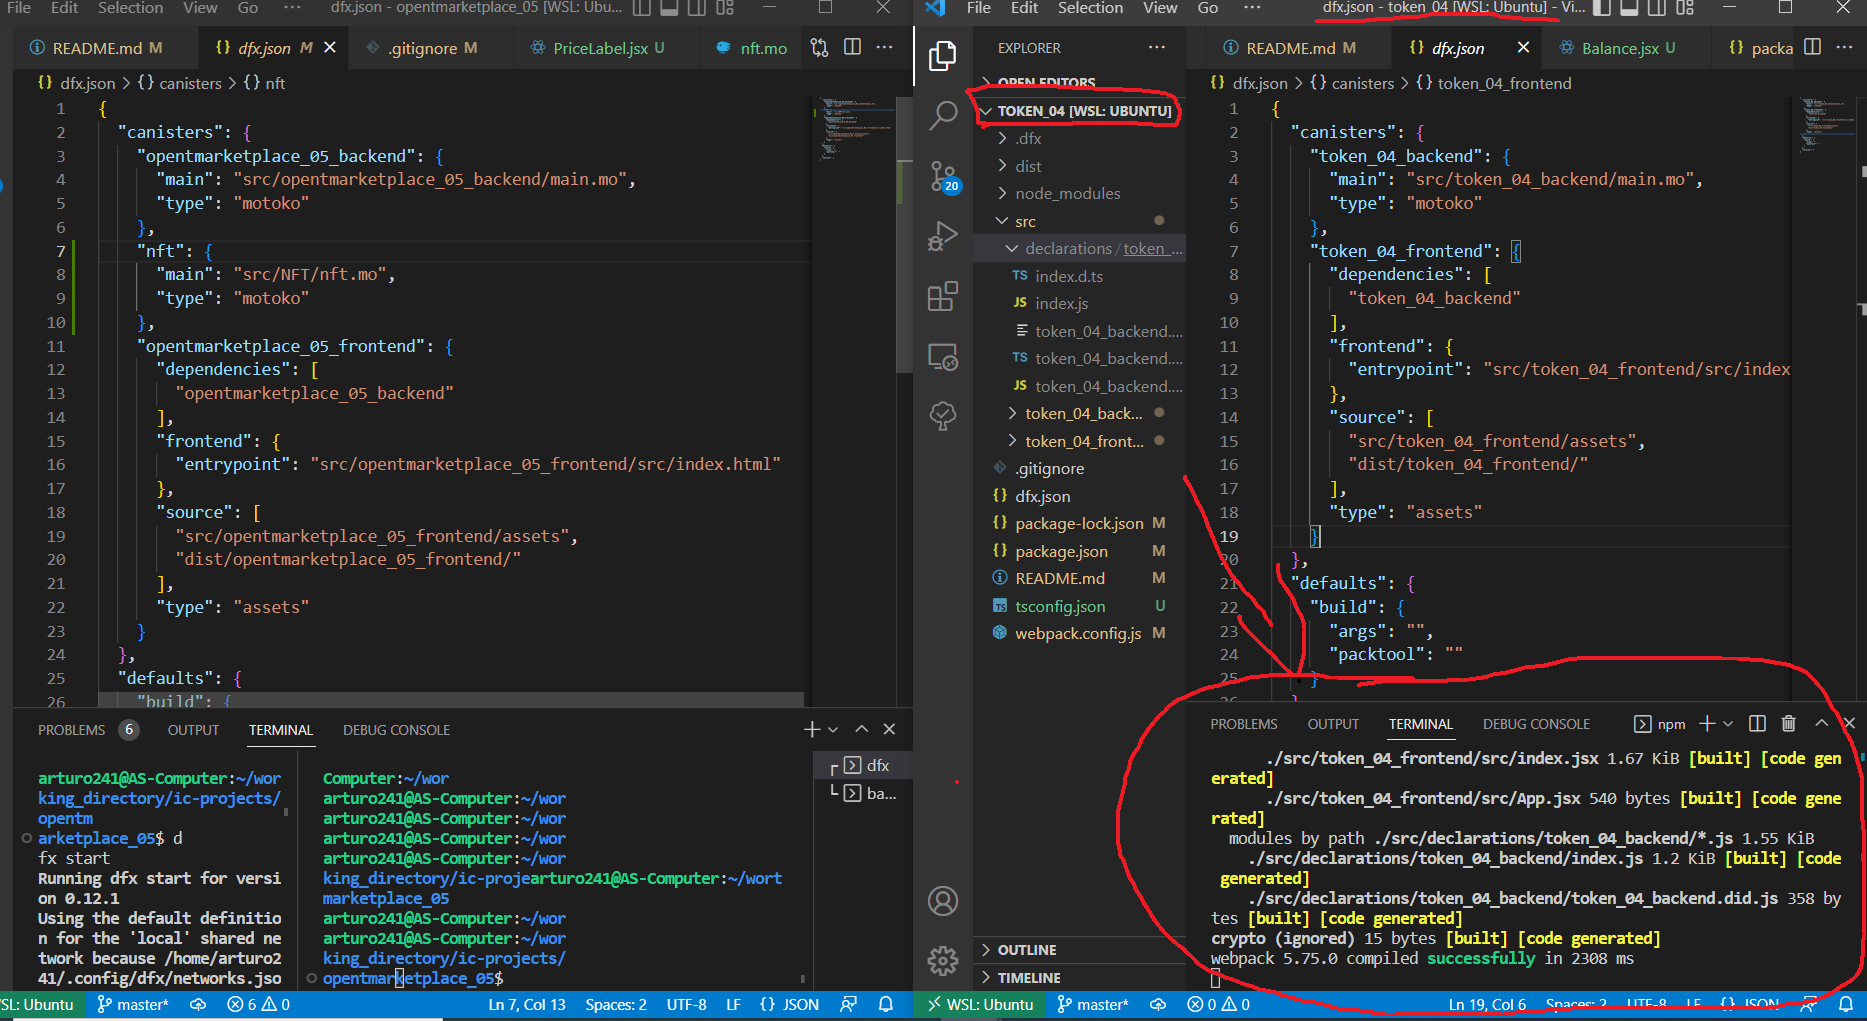 File Edit Selection View Go ··· dfx.json - opentmarketplace_05 [WSL: Ubu...
README.md M {} dfx.json M .gitignore M PriceLabel.jsx U nft.mo ···
{} dfx.json > {} canisters > {} nft
1 {
2 "canisters": {
3 "opentmarketplace_05_backend": {
4 "main": "src/opentmarketplace_05_backend/main.mo",
5 "type": "motoko"
6 },
7 "nft": {
8 "main": "src/NFT/nft.mo",
9 "type": "motoko"
10 },
11 "opentmarketplace_05_frontend": {
12 "dependencies": [
13 "opentmarketplace_05_backend"
14 ],
15 "frontend": {
16 "entrypoint": "src/opentmarketplace_05_frontend/src/index.html"
17 },
18 "source": [
19 "src/opentmarketplace_05_frontend/assets",
20 "dist/opentmarketplace_05_frontend/"
21 ],
22 "type": "assets"
23 }
24 },
25 "defaults": {
26 "build": {
PROBLEMS 6 OUTPUT TERMINAL DEBUG CONSOLE
arturo241@AS-Computer:~/wor
king_directory/ic-projects/
opentm
arketplace_05$ d
fx start
Running dfx start for versi
on 0.12.1
Using the default definitio
n for the 'local' shared ne
twork because /home/arturo2
41/.config/dfx/networks.jso
Computer:~/wor
arturo241@AS-Computer:~/wor
arturo241@AS-Computer:~/wor
arturo241@AS-Computer:~/wor
arturo241@AS-Computer:~/wor
king_directory/ic-projearturo241@AS-Computer:~/wort
marketplace_05
arturo241@AS-Computer:~/wor
arturo241@AS-Computer:~/wor
king_directory/ic-projects/
opentmarketplace_05$
dfx
ba...
SL: Ubuntu master* 6 0 Ln 7, Col 13 Spaces: 2 UTF-8 LF {} JSON
File Edit Selection View Go ··· dfx.json - token_04 [WSL: Ubuntu] - Vi...
EXPLORER ···
OPEN EDITORS
TOKEN_04 [WSL: UBUNTU]
.dfx
dist
node_modules
src
declarations / token_...
TS index.d.ts
JS index.js
token_04_backend....
TS token_04_backend....
JS token_04_backend....
token_04_back...
token_04_front...
.gitignore
{} dfx.json
{} package-lock.json M
{} package.json M
README.md M
TS tsconfig.json U
webpack.config.js M
OUTLINE
TIMELINE
20
README.md M {} dfx.json Balance.jsx U {} packa ···
{} dfx.json > {} canisters > {} token_04_frontend
1 {
2 "canisters": {
3 "token_04_backend": {
4 "main": "src/token_04_backend/main.mo",
5 "type": "motoko"
6 },
7 "token_04_frontend": {
8 "dependencies": [
9 "token_04_backend"
10 ],
11 "frontend": {
12 "entrypoint": "src/token_04_frontend/src/index
13 },
14 "source": [
15 "src/token_04_frontend/assets",
16 "dist/token_04_frontend/"
17 ],
18 "type": "assets"
19 }
20 },
21 "defaults": {
22 "build": {
23 "args": "",
24 "packtool": ""
25 }
PROBLEMS OUTPUT TERMINAL DEBUG CONSOLE npm
./src/token_04_frontend/src/index.jsx 1.67 KiB [built] [code gen
erated]
./src/token_04_frontend/src/App.jsx 540 bytes [built] [code gene
rated]
modules by path ./src/declarations/token_04_backend/*.js 1.55 KiB
./src/declarations/token_04_backend/index.js 1.2 KiB [built] [code
generated]
./src/declarations/token_04_backend/token_04_backend.did.js 358 by
tes [built] [code generated]
crypto (ignored) 15 bytes [built] [code generated]
webpack 5.75.0 compiled successfully in 2308 ms
WSL: Ubuntu master* 0 0 Ln 19, Col 6 Spaces: 2 UTF-8 LF {} JSON